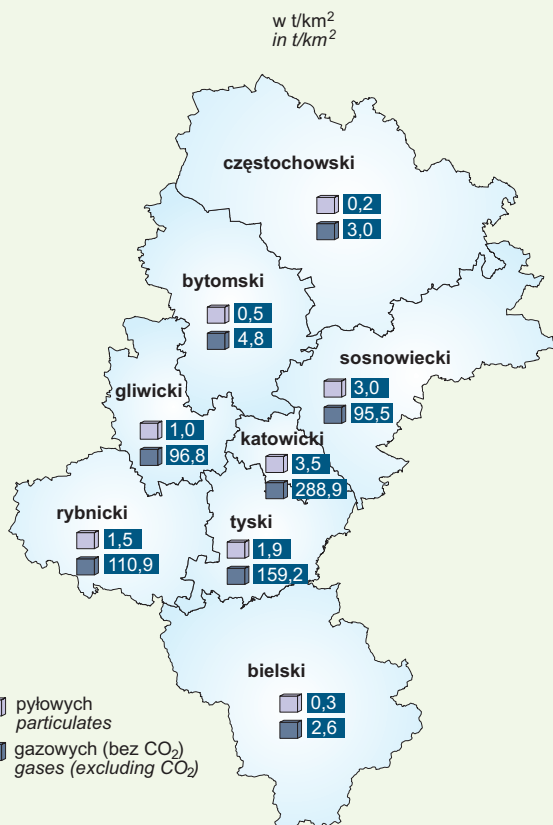 w t/km²
in t/km²
częstochowski
0,2
3,0
bytomski
0,5
4,8
sosnowiecki
3,0
95,5
gliwicki
1,0
96,8
katowicki
3,5
288,9
rybnicki
1,5
110,9
tyski
1,9
159,2
bielski
0,3
2,6
pyłowych
particulates
gazowych (bez CO₂)
gases (excluding CO₂)